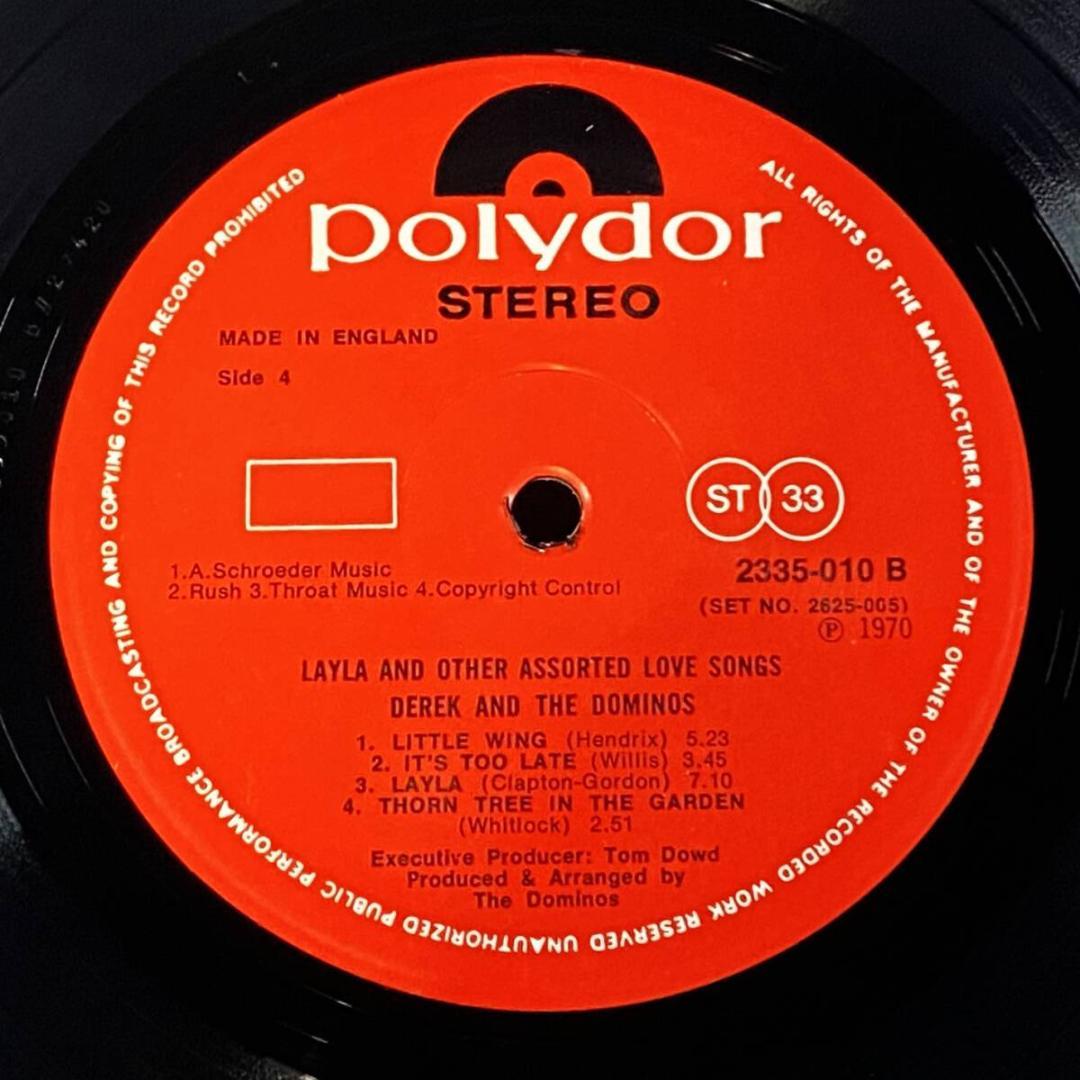 polydor
STEREO
MADE IN ENGLAND
Side 4
ST 33
1.A.Schroeder Music
2.Rush 3.Throat Music 4.Copyright Control
2335-010 B
(SET NO. 2625-005)
℗ 1970
LAYLA AND OTHER ASSORTED LOVE SONGS
DEREK AND THE DOMINOS
1. LITTLE WING (Hendrix) 5.23
2. IT'S TOO LATE (Willis) 3.45
3. LAYLA (Clapton-Gordon) 7.10
4. THORN TREE IN THE GARDEN
(Whitlock) 2.51
Executive Producer: Tom Dowd
Produced & Arranged by
The Dominos
ALL RIGHTS OF THE MANUFACTURER AND OF THE OWNER OF THE RECORDED WORK RESERVED UNAUTHORIZED PUBLIC PERFORMANCE BROADCASTING AND COPYING OF THIS RECORD PROHIBITED